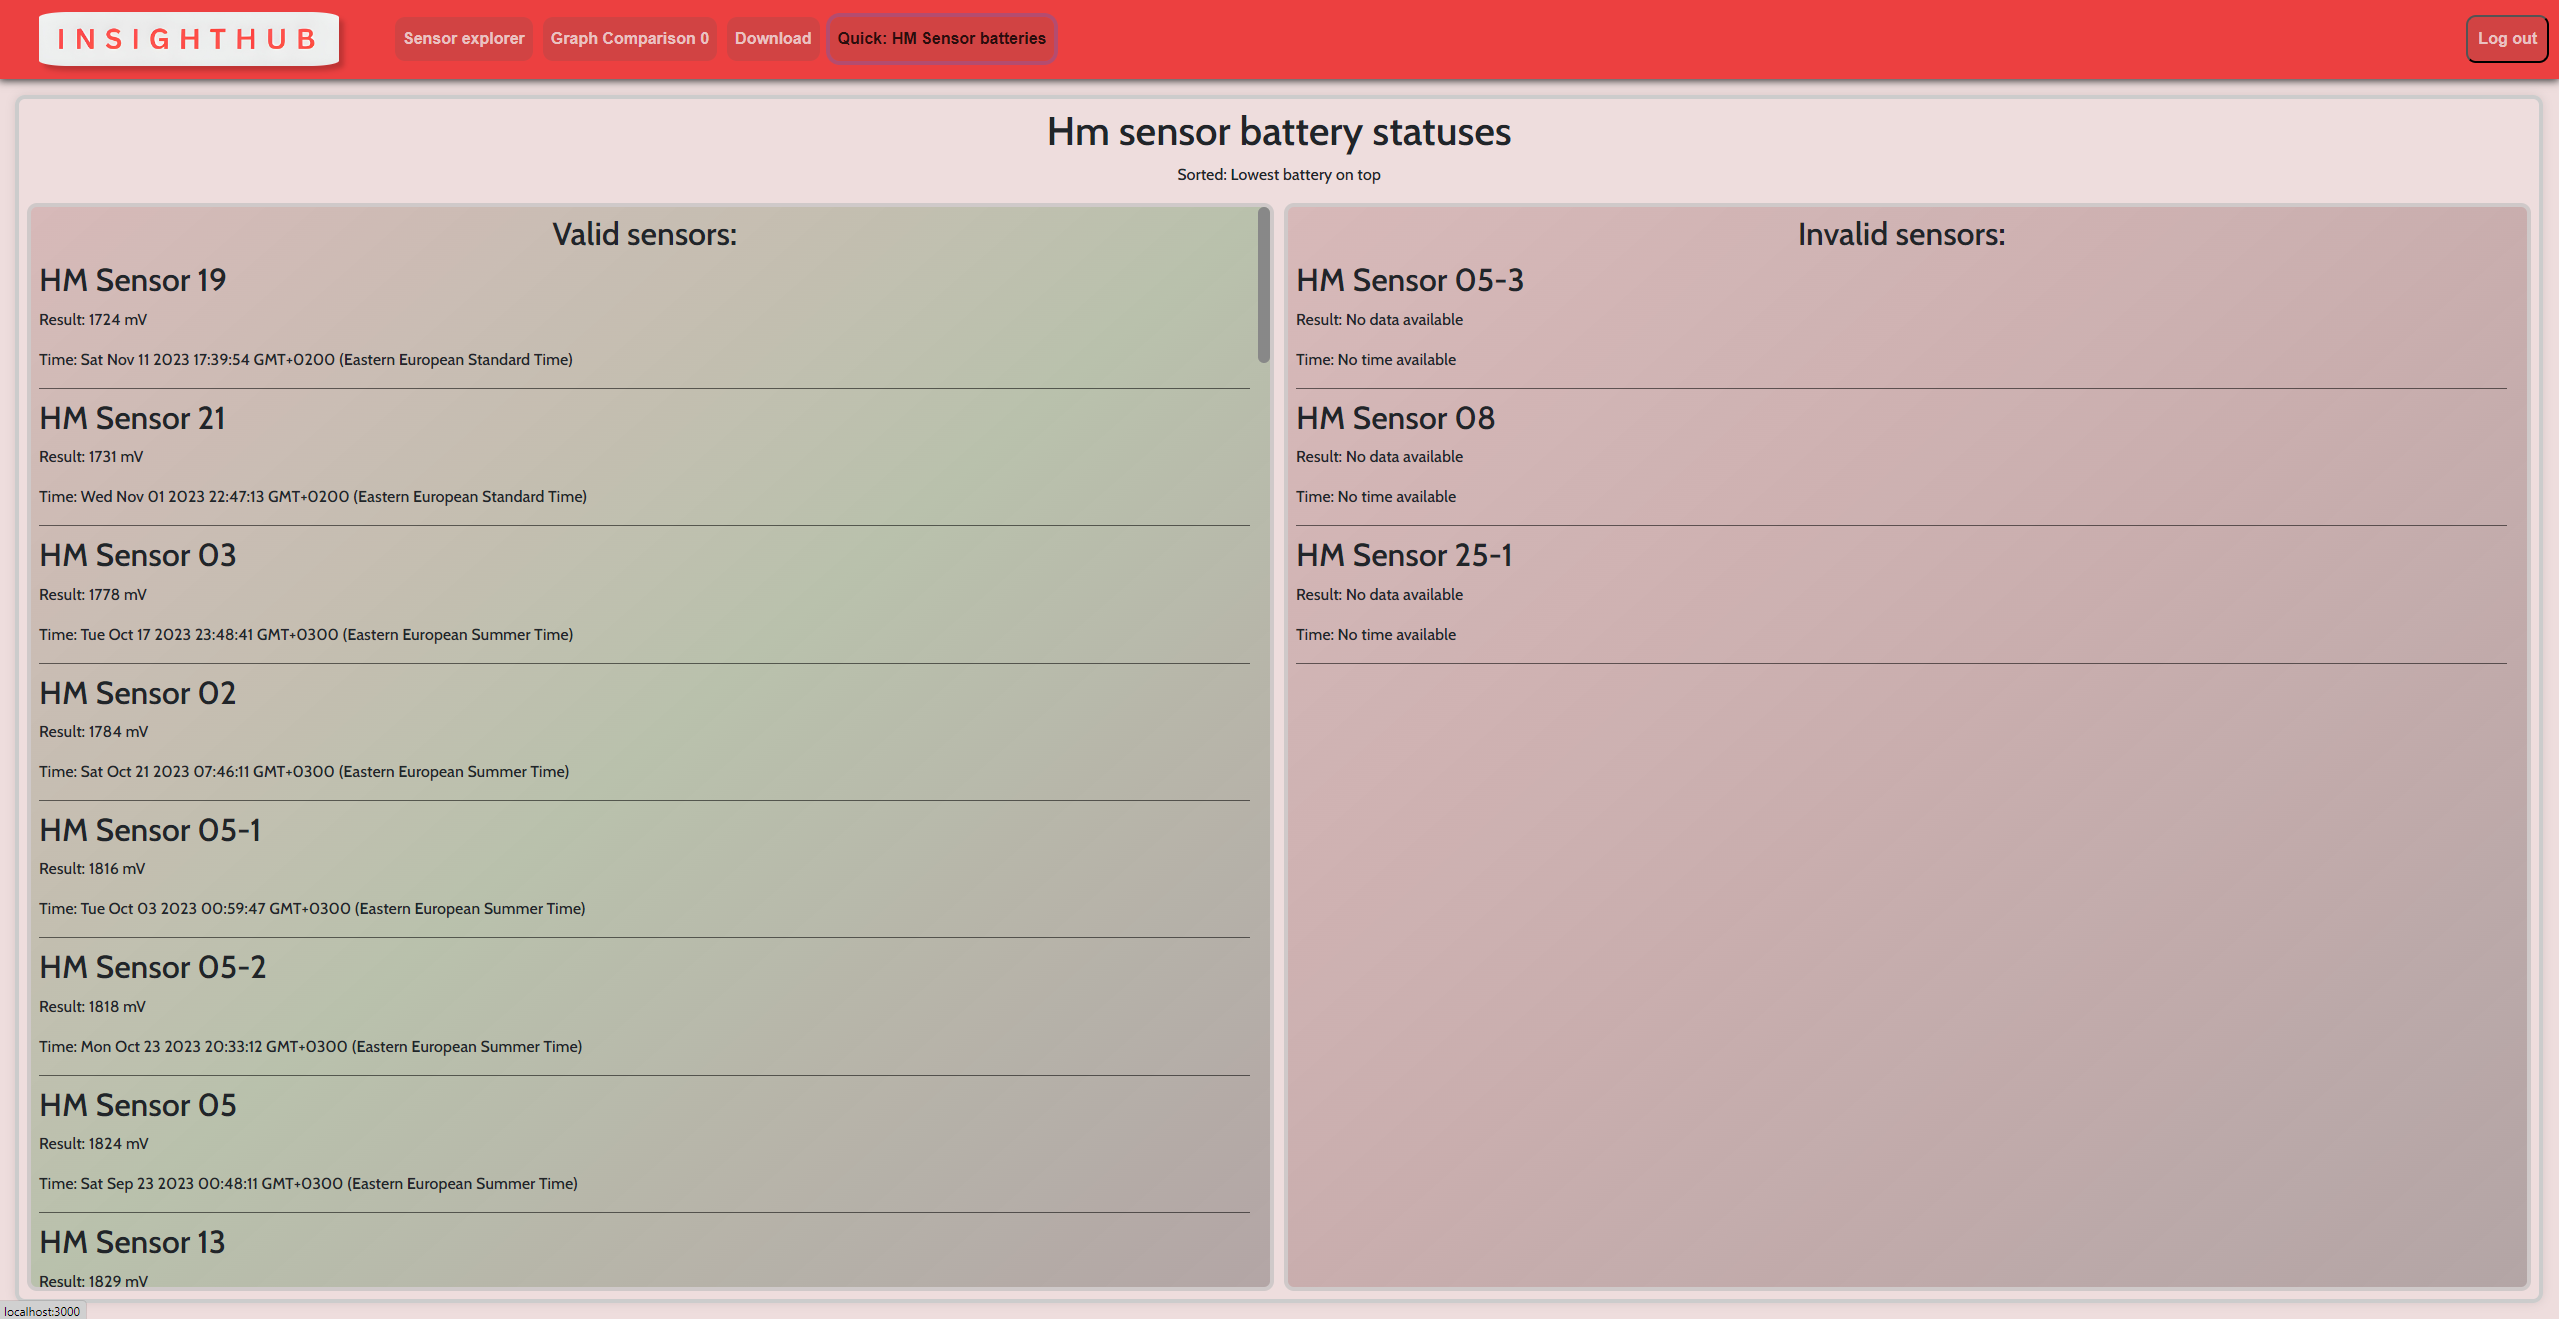 INSIGHTHUB
Sensor explorer
Graph Comparison 0
Download
Quick: HM Sensor batteries
Log out
Hm sensor battery statuses
Sorted: Lowest battery on top
Valid sensors:
HM Sensor 19
Result: 1724 mV
Time: Sat Nov 11 2023 17:39:54 GMT+0200 (Eastern European Standard Time)
HM Sensor 21
Result: 1731 mV
Time: Wed Nov 01 2023 22:47:13 GMT+0200 (Eastern European Standard Time)
HM Sensor 03
Result: 1778 mV
Time: Tue Oct 17 2023 23:48:41 GMT+0300 (Eastern European Summer Time)
HM Sensor 02
Result: 1784 mV
Time: Sat Oct 21 2023 07:46:11 GMT+0300 (Eastern European Summer Time)
HM Sensor 05-1
Result: 1816 mV
Time: Tue Oct 03 2023 00:59:47 GMT+0300 (Eastern European Summer Time)
HM Sensor 05-2
Result: 1818 mV
Time: Mon Oct 23 2023 20:33:12 GMT+0300 (Eastern European Summer Time)
HM Sensor 05
Result: 1824 mV
Time: Sat Sep 23 2023 00:48:11 GMT+0300 (Eastern European Summer Time)
HM Sensor 13
Result: 1829 mV
Invalid sensors:
HM Sensor 05-3
Result: No data available
Time: No time available
HM Sensor 08
Result: No data available
Time: No time available
HM Sensor 25-1
Result: No data available
Time: No time available
localhost:3000